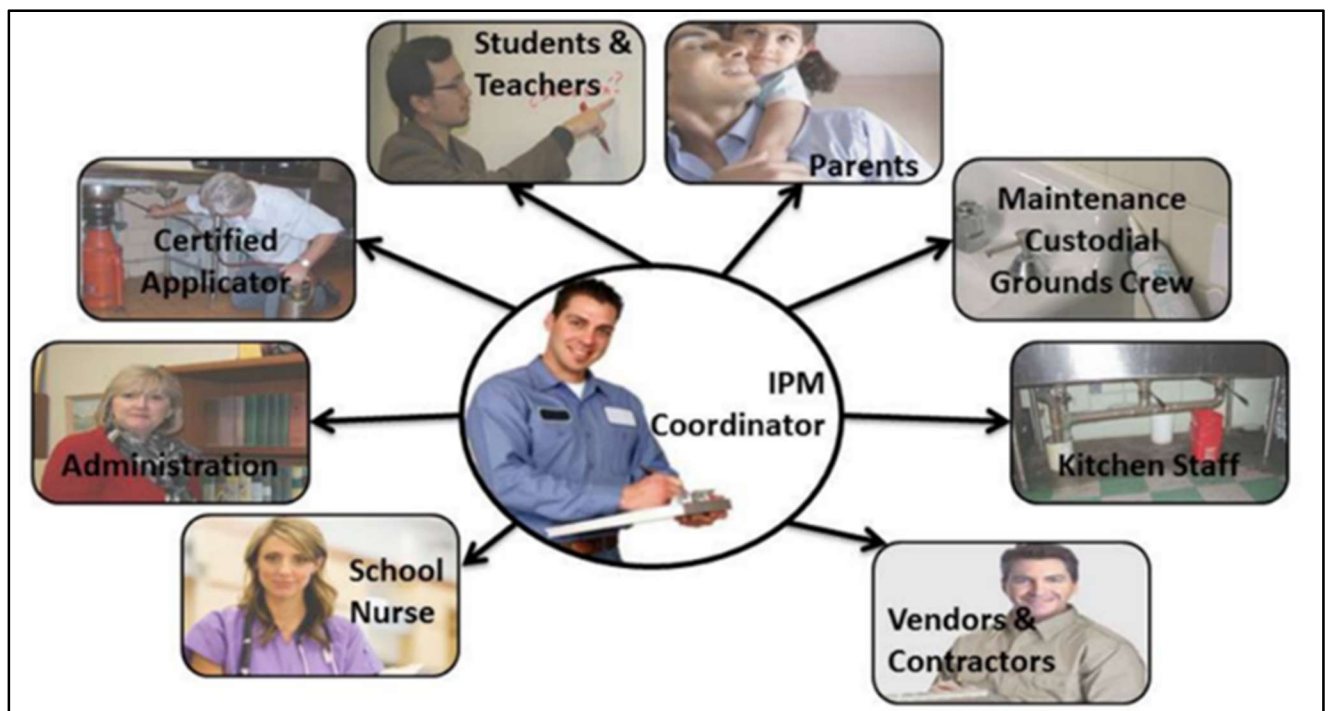 Students &
Teachers
Parents
Certified
Applicator
Maintenance
Custodial
Grounds Crew
IPM
Coordinator
Administration
Kitchen Staff
School
Nurse
Vendors &
Contractors